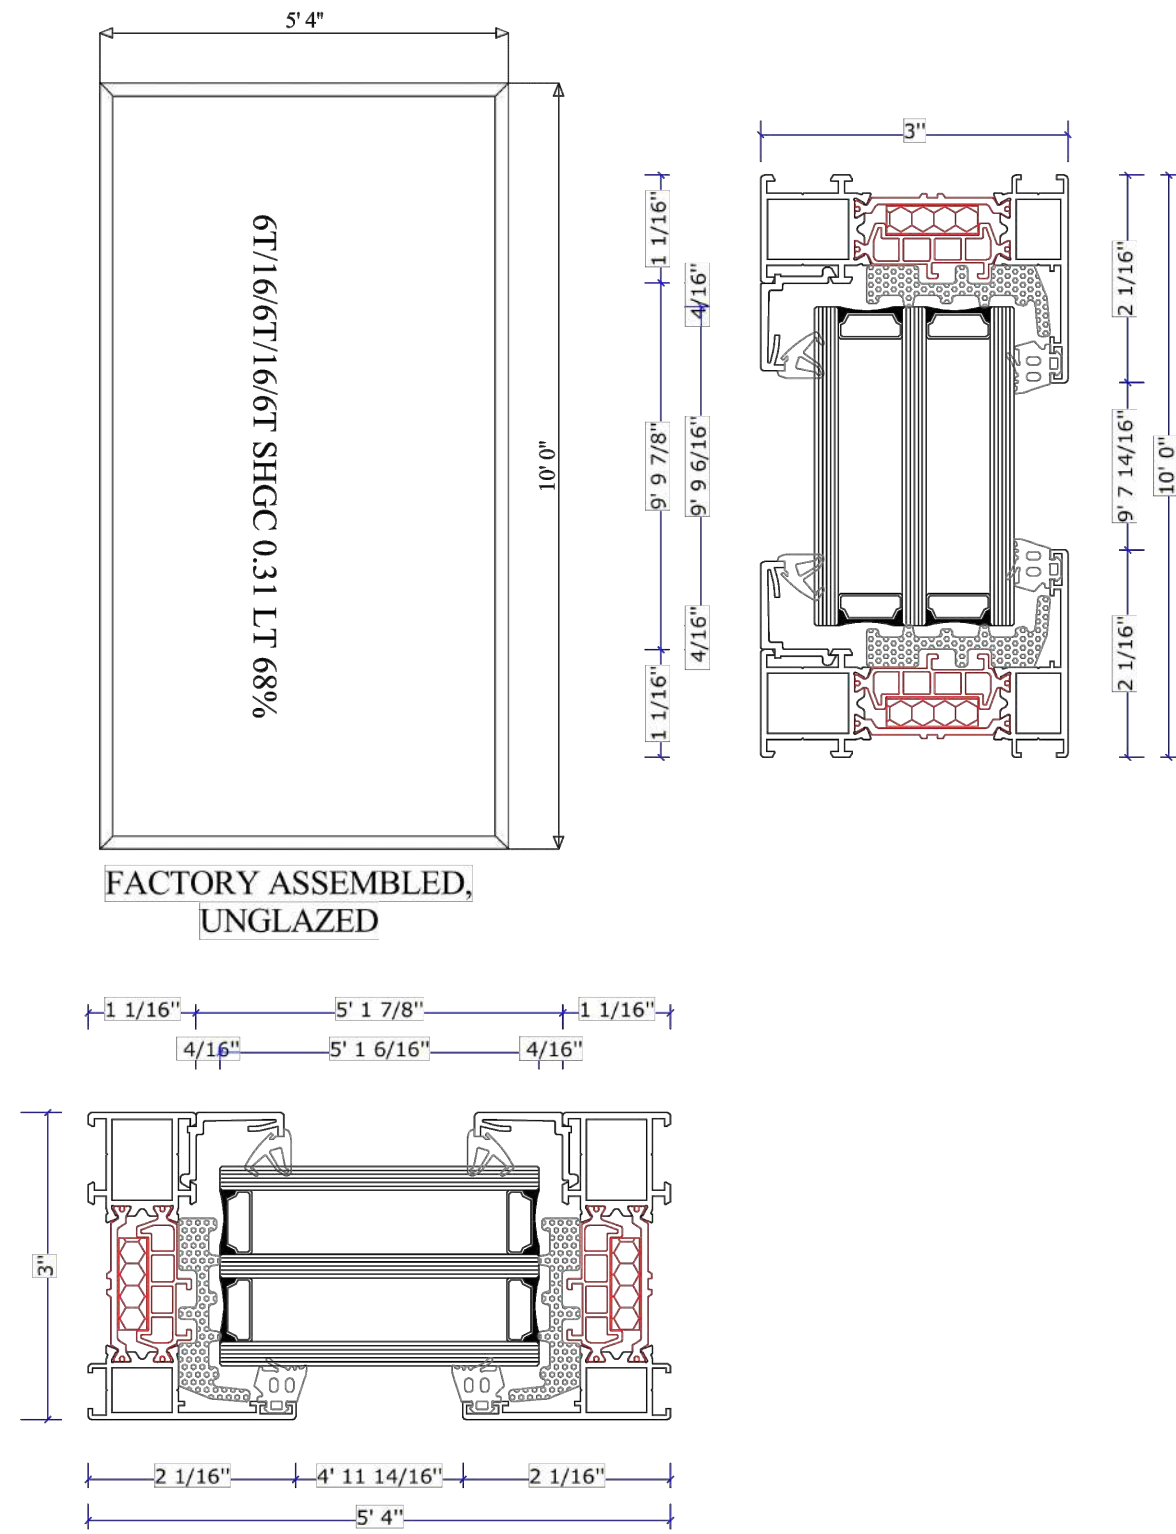 5' 4"
10' 0"
6T/16/6T/16/6T SHGC 0.31 LT 68%
FACTORY ASSEMBLED,
UNGLAZED
3"
1 1/16"
4/16"
9' 9 7/8"
9' 9 6/16"
4/16"
1 1/16"
2 1/16"
9' 7 14/16"
2 1/16"
10' 0"
1 1/16"
5' 1 7/8"
1 1/16"
4/16"
5' 1 6/16"
4/16"
3"
2 1/16"
4' 11 14/16"
2 1/16"
5' 4"